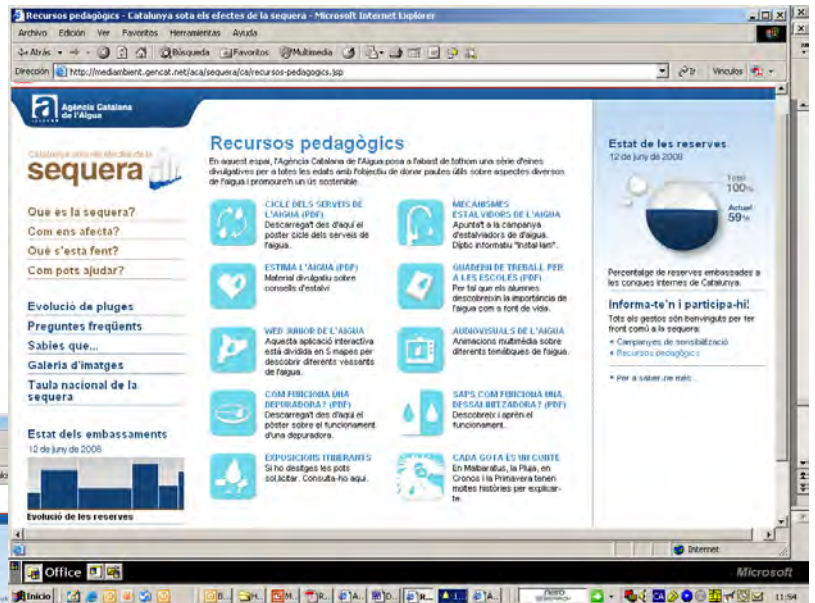 Recursos pedagògics - Catalunya sota els efectes de la sequera - Microsoft Internet Explorer
Archivo Edición Ver Favoritos Herramientas Ayuda
Atrás Búsqueda Favoritos Multimedia
Dirección http://mediambient.gencat.net/aca/sequera/ca/recursos-pedagogics.jsp Ir Vínculos
Agència Catalana
de l'Aigua
Catalunya sota els efectes de la
sequera
Que es la sequera?
Com ens afecta?
Què s'esta fent?
Com pots ajudar?
Evolució de pluges
Preguntes freqüents
Sabies que...
Galeria d'imatges
Taula nacional de la
sequera
Estat dels embassaments
12 de juny de 2008
Evolució de les reserves
Recursos pedagògics
En aquest espai, l'Agència Catalana de l'Aigua posa a l'abast de tothom una sèrie d'eines
divulgatives per a totes les edats amb l'objectiu de donar pautes útils sobre aspectes diversos
de l'aigua i promoure'n un ús sostenible.
CICLE DELS SERVEIS DE
L'AIGUA (PDF)
Descarrega't des d'aquí el
pòster cicle dels serveis de
l'aigua.
MECANISMES
ESTALVIDORS DE L'AIGUA
Apunta't a la campanya
d'estalviadors de d'aigua.
Díptic informatiu "Instal·lam".
ESTIMA L'AIGUA (PDF)
Material divulgatiu sobre
consells d'estalvi
QUADERN DE TREBALL PER
A LES ESCOLES (PDF)
Per tal que els alumnes
descobreixin la importància de
l'aigua com a font de vida.
WEB JUNIOR DE L'AIGUA
Aquesta aplicació interactiva
està dividida en 5 mapes per
descobrir diferents vessants
de l'aigua.
AUDIOVISUALS DE L'AIGUA
Animacions multimèdia sobre
diferents temàtiques de l'aigua.
COM FUNCIONA UNA
DEPURADORA? (PDF)
Descarrega't des d'aquí el
pòster sobre el funcionament
d'una depuradora.
SAPS COM FUNCIONA UNA
DESSALINITZADORA? (PDF)
Descobreix i aprèn el
funcionament.
EXPOSICIONS ITINERANTS
Si ho desitges les pots
sol.licitar. Consulta-ho aquí.
CADA GOTA ÉS UN CONTE
En Malbaratus, la Pluja, en
Cronos i la Primavera tenen
moltes històries per explicar-
te.
Estat de les reserves
12 de juny de 2008
Total
100%
Actual
59%
Percentatge de reserves embassades a
les conques internes de Catalunya.
Informa-te'n i participa-hi!
Tots els gestos són benvinguts per fer
front comú a la sequera:
Campanyes de sensibilització
Recursos pedagògics
Per a saber-ne més...
Internet
Office
Microsoft
Inicio
nero
CA
11:54